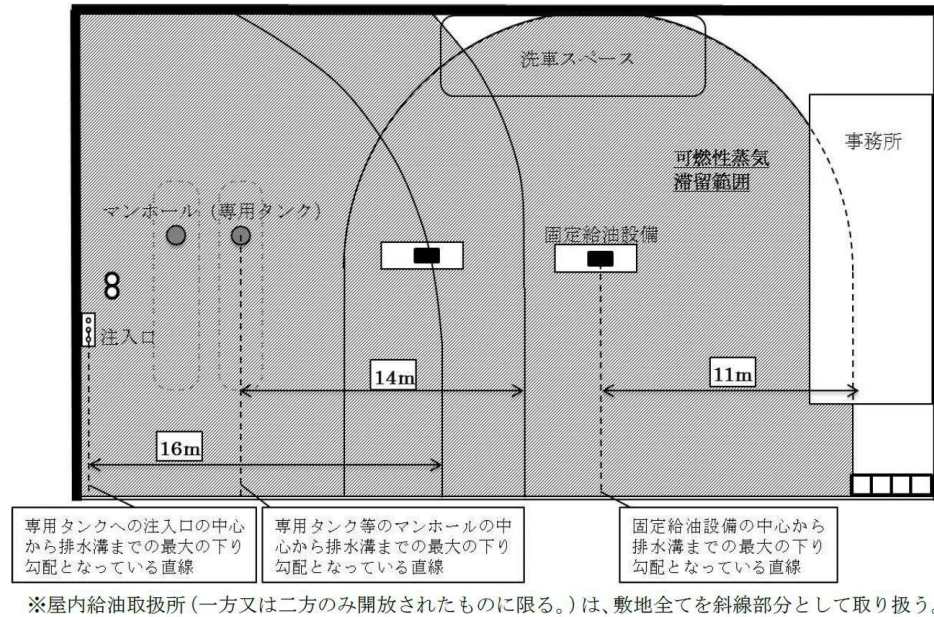 洗車スペース
事務所
可燃性蒸気
滞留範囲
マンホール（専用タンク）
固定給油設備
注入口
14m
11m
16m
専用タンクへの注入口の中心
から排水溝までの最大の下り
勾配となっている直線
専用タンク等のマンホールの中
心から排水溝までの最大の下り
勾配となっている直線
固定給油設備の中心から
排水溝までの最大の下り
勾配となっている直線
※屋内給油取扱所(一方又は二方のみ開放されたものに限る。)は、敷地全てを斜線部分として取り扱う。